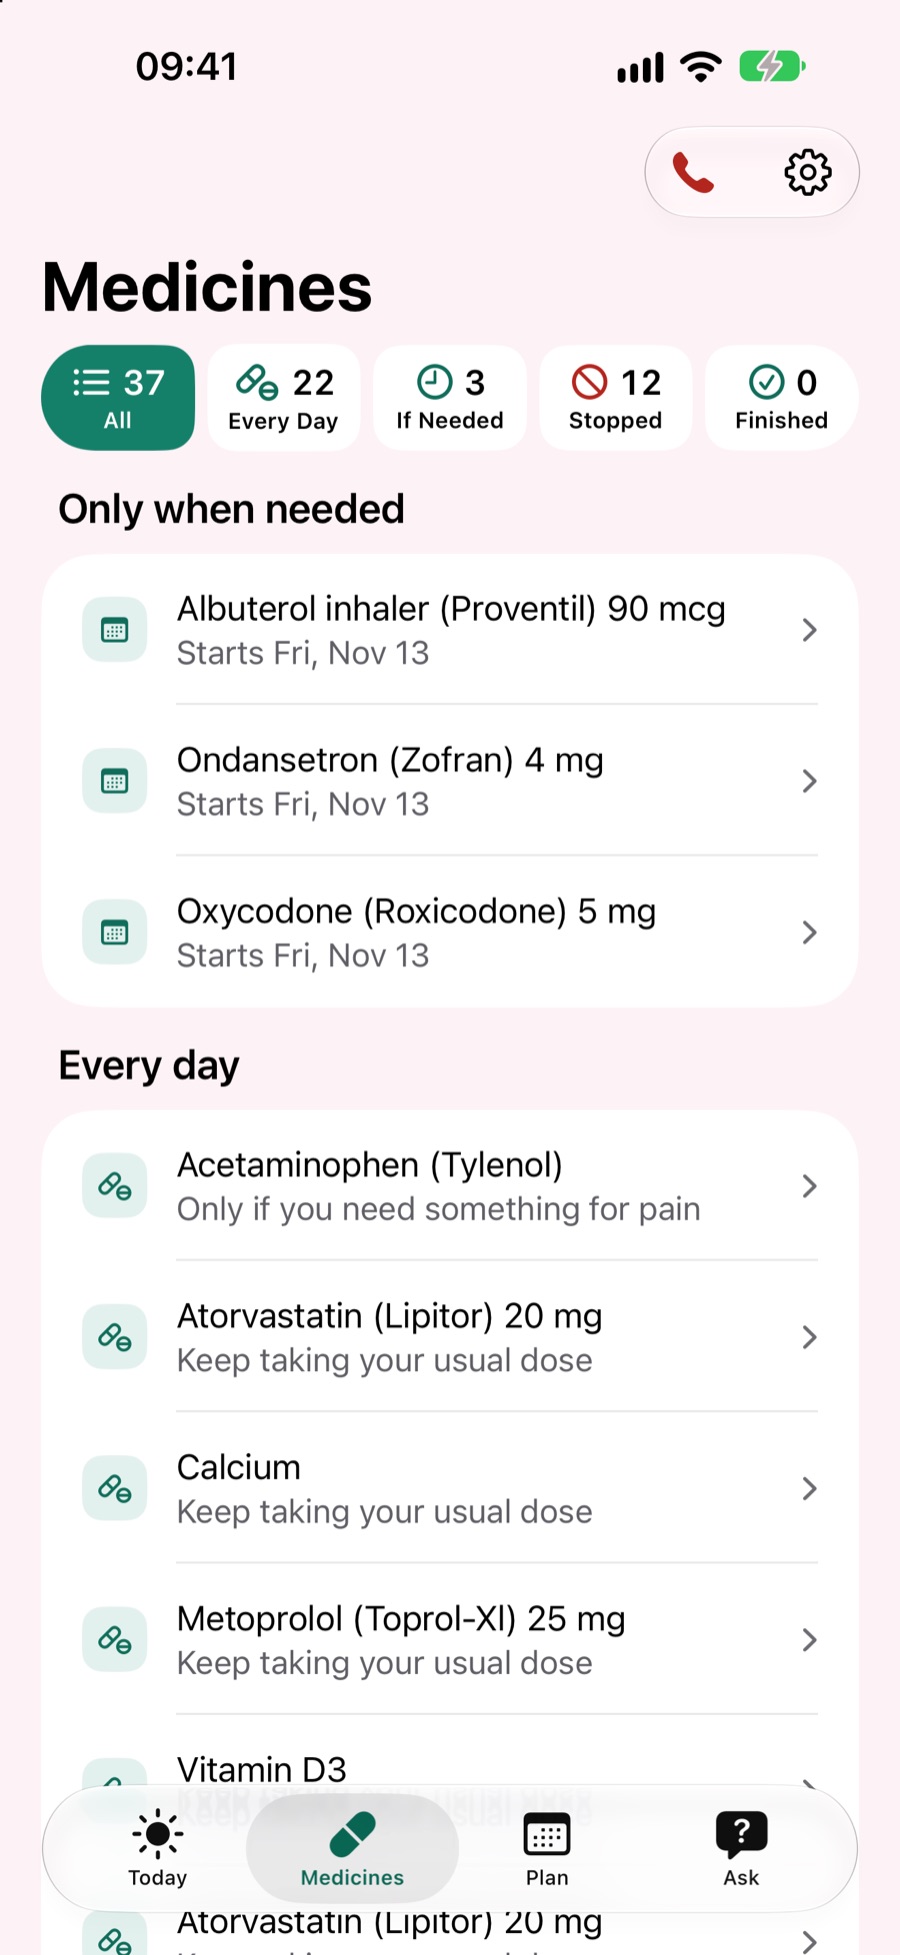 09:41
Medicines
37
All
22
Every Day
3
If Needed
12
Stopped
0
Finished
Only when needed
Albuterol inhaler (Proventil) 90 mcg
Starts Fri, Nov 13
Ondansetron (Zofran) 4 mg
Starts Fri, Nov 13
Oxycodone (Roxicodone) 5 mg
Starts Fri, Nov 13
Every day
Acetaminophen (Tylenol)
Only if you need something for pain
Atorvastatin (Lipitor) 20 mg
Keep taking your usual dose
Calcium
Keep taking your usual dose
Metoprolol (Toprol-Xl) 25 mg
Keep taking your usual dose
Vitamin D3
Today
Medicines
Plan
?
Ask
Atorvastatin (Lipitor) 20 mg